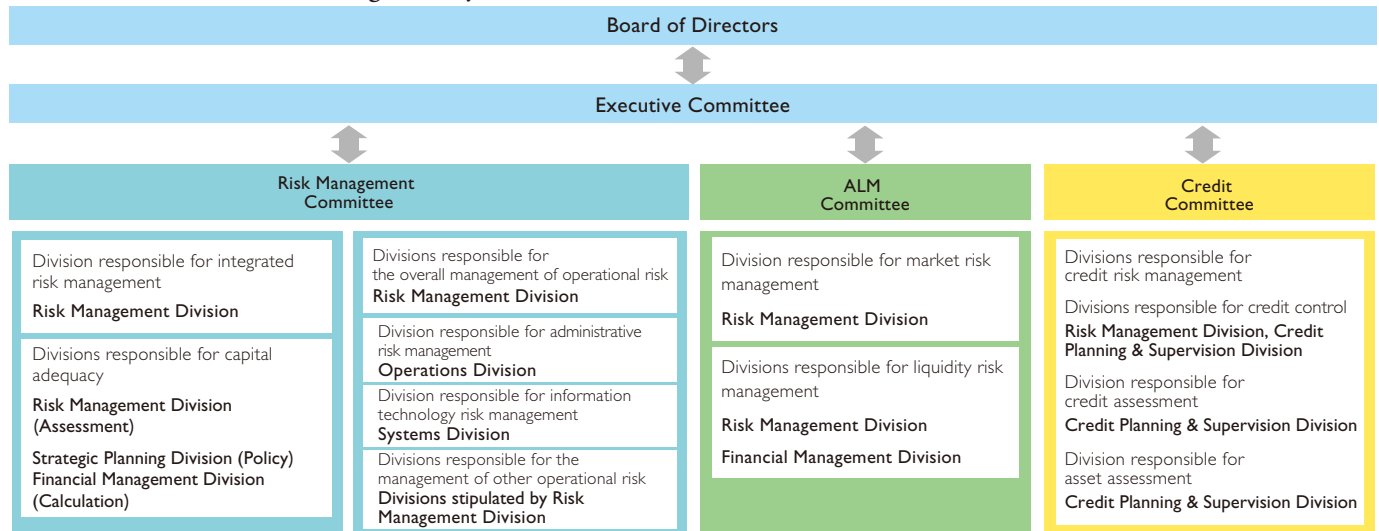 Board of Directors
Executive Committee
Risk Management
Committee
Division responsible for integrated
risk management
Risk Management Division
Divisions responsible for capital
adequacy
Risk Management Division
(Assessment)
Strategic Planning Division (Policy)
Financial Management Division
(Calculation)
Divisions responsible for
the overall management of operational risk
Risk Management Division
Division responsible for administrative
risk management
Operations Division
Division responsible for information
technology risk management
Systems Division
Divisions responsible for the
management of other operational risk
Divisions stipulated by Risk
Management Division
ALM
Committee
Division responsible for market risk
management
Risk Management Division
Divisions responsible for liquidity risk
management
Risk Management Division
Financial Management Division
Credit
Committee
Divisions responsible for
credit risk management
Divisions responsible for credit control
Risk Management Division, Credit
Planning & Supervision Division
Division responsible for
credit assessment
Credit Planning & Supervision Division
Division responsible for
asset assessment
Credit Planning & Supervision Division